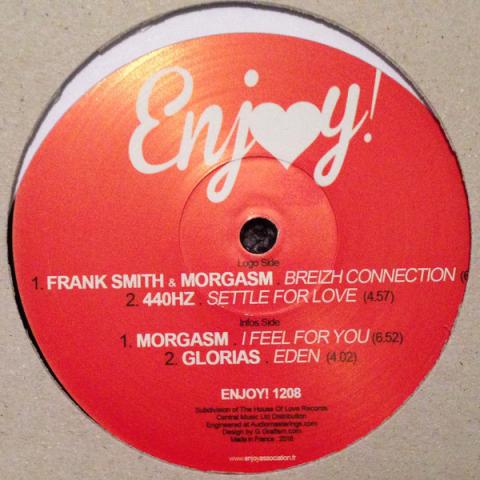 Enjoy!
Logo Side
1. FRANK SMITH & MORGASM . BREIZH CONNECTION
2. 440HZ . SETTLE FOR LOVE (4.57)
Infos Side
1. MORGASM . I FEEL FOR YOU (6.52)
2. GLORIAS . EDEN (4.02)
ENJOY! 1208
Subdivision of The House Of Love Records
Central Music Ltd Distribution
Engineered at Audiomasterings.com
Design by G Grafism.com
Made in France . 2016
www.enjoyassociation.fr